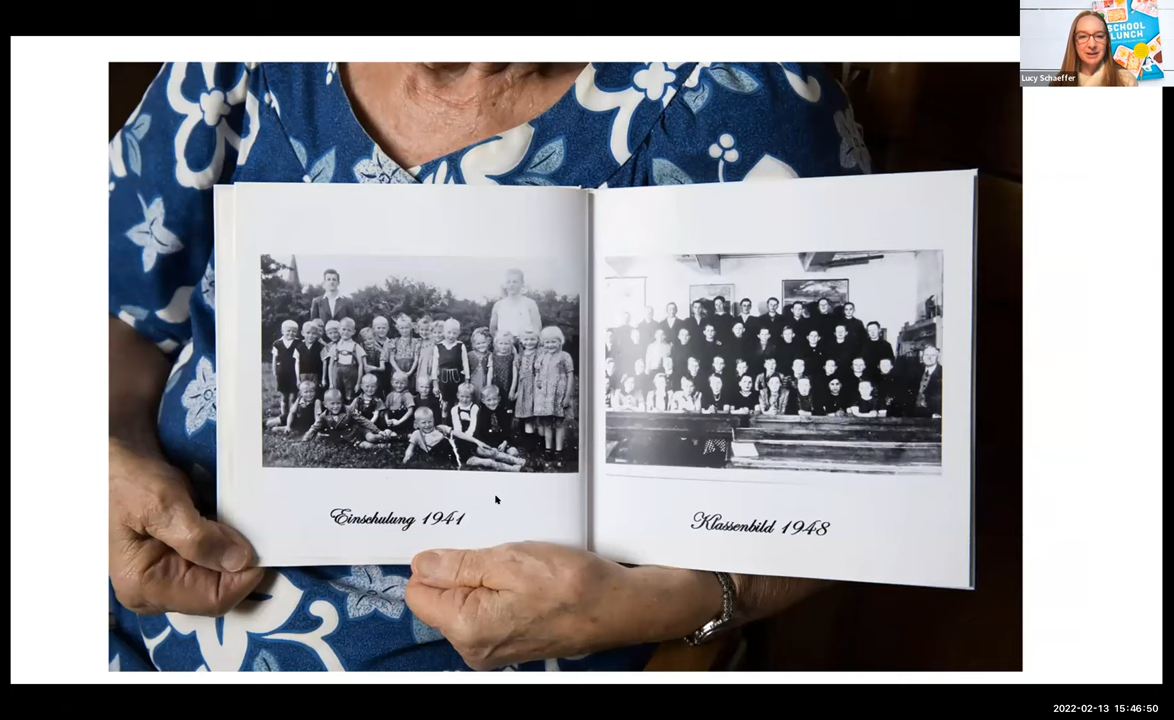 SCHOOL
LUNCH
Lucy Schaeffer
Einschulung 1941
Klassenbild 1948
2022-02-13 15:46:50